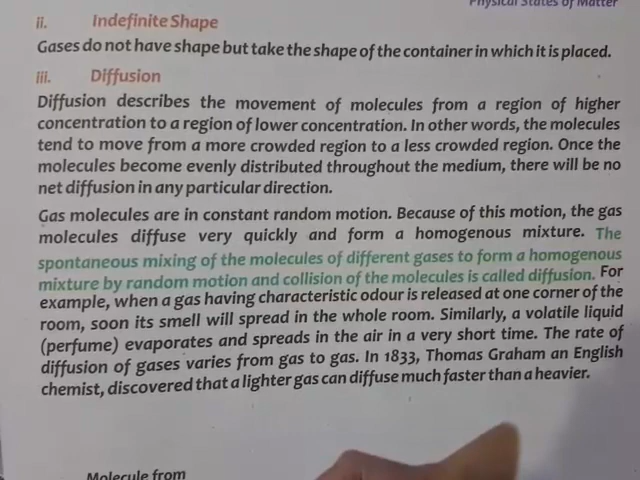 Physical States of Matter
ii. Indefinite Shape
Gases do not have shape but take the shape of the container in which it is placed.
iii. Diffusion
Diffusion describes the movement of molecules from a region of higher
concentration to a region of lower concentration. In other words, the molecules
tend to move from a more crowded region to a less crowded region. Once the
molecules become evenly distributed throughout the medium, there will be no
net diffusion in any particular direction.
Gas molecules are in constant random motion. Because of this motion, the gas
molecules diffuse very quickly and form a homogenous mixture. The
spontaneous mixing of the molecules of different gases to form a homogenous
mixture by random motion and collision of the molecules is called diffusion. For
example, when a gas having characteristic odour is released at one corner of the
room, soon its smell will spread in the whole room. Similarly, a volatile liquid
(perfume) evaporates and spreads in the air in a very short time. The rate of
diffusion of gases varies from gas to gas. In 1833, Thomas Graham an English
chemist, discovered that a lighter gas can diffuse much faster than a heavier.
Molecule from